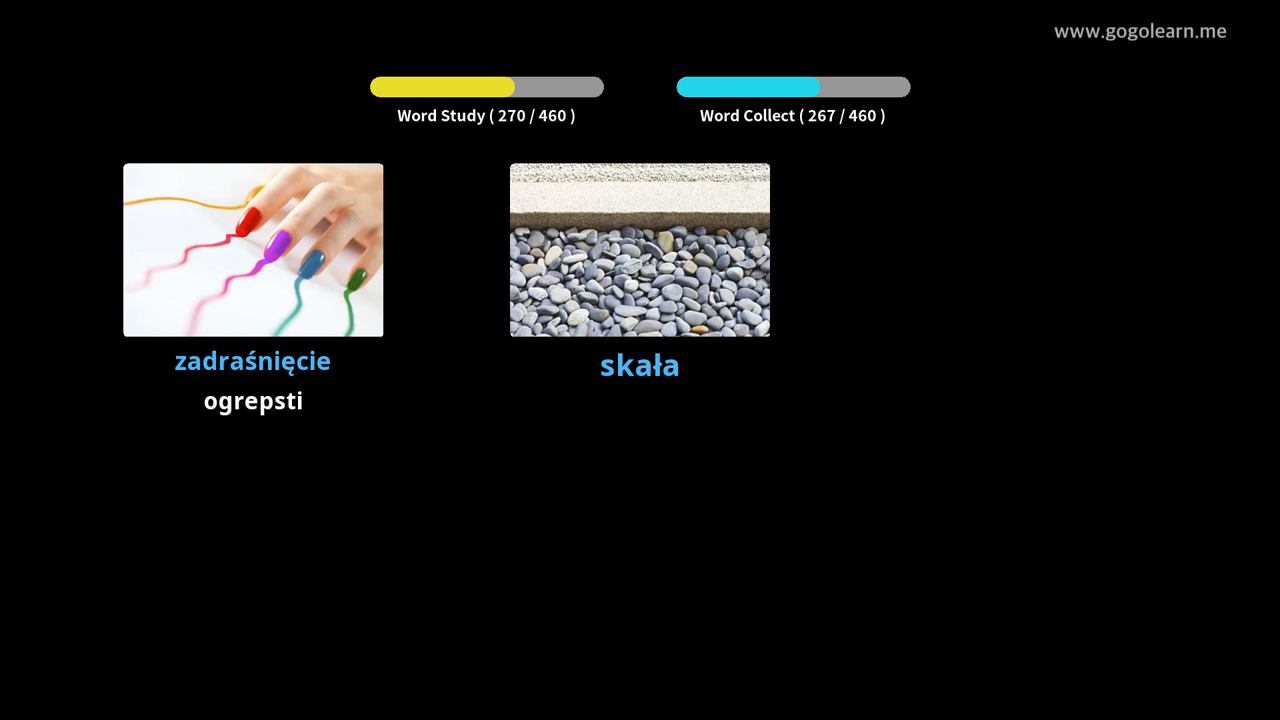 www.gogolearn.me
Word Study ( 270 / 460 )
Word Collect ( 267 / 460 )
zadraśnięcie
ogrepsti
skała